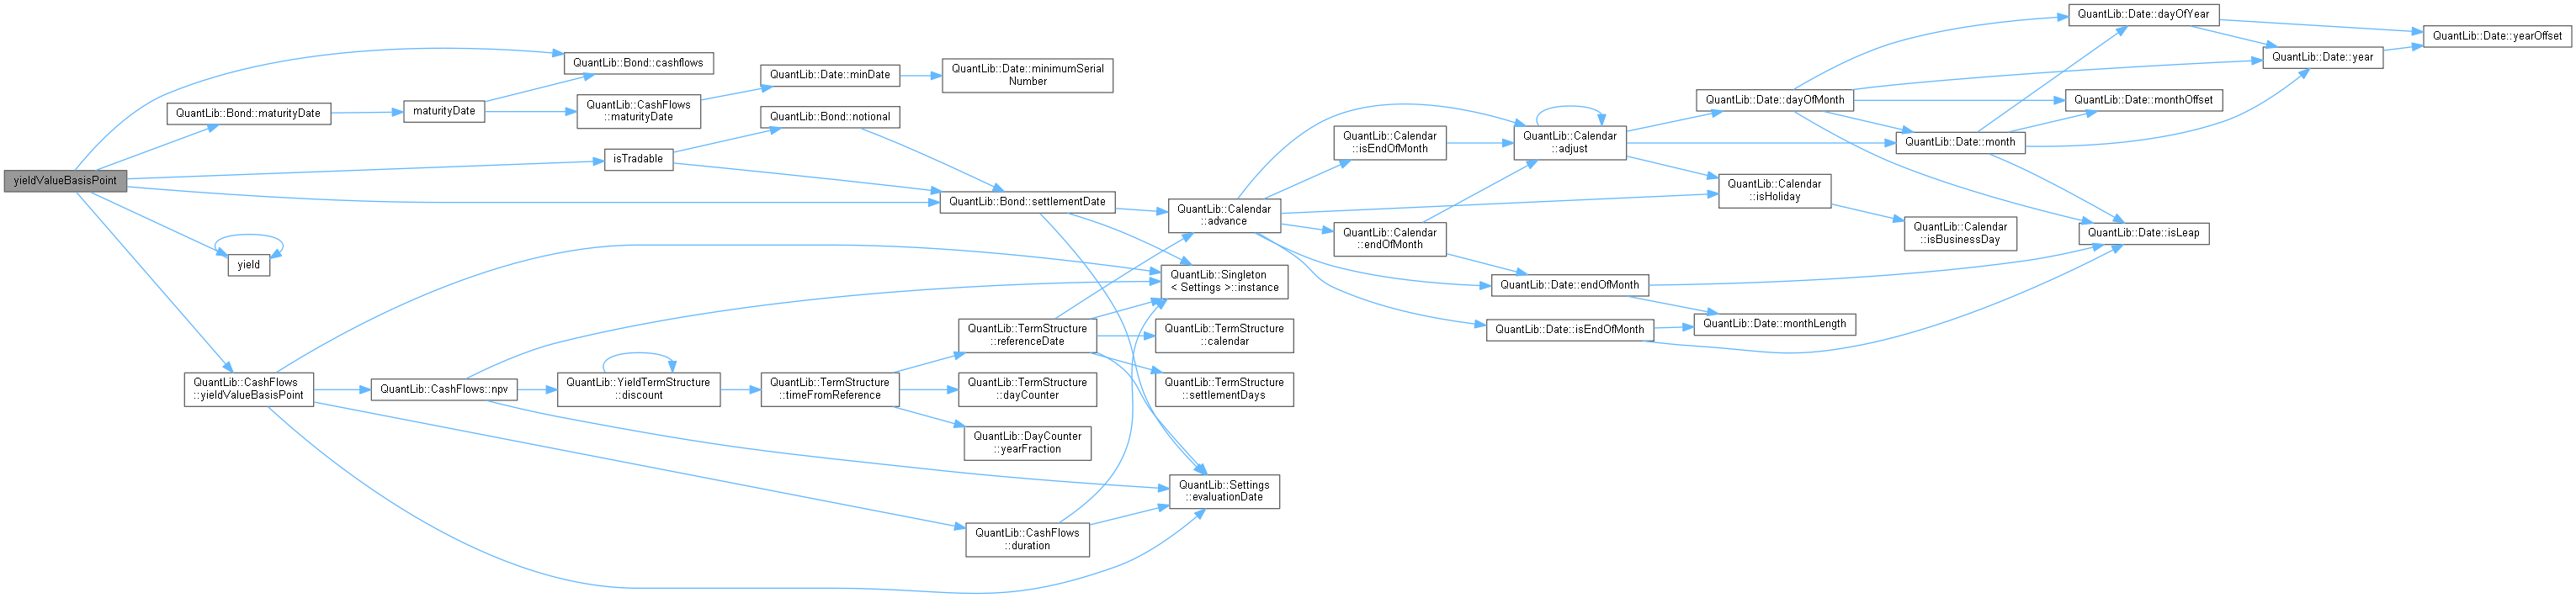 yieldValueBasisPoint
QuantLib::Bond::cashflows
QuantLib::Bond::maturityDate
maturityDate
QuantLib::CashFlows
::maturityDate
QuantLib::Date::minDate
QuantLib::Date::minimumSerial
Number
isTradable
QuantLib::Bond::notional
QuantLib::Bond::settlementDate
yield
QuantLib::CashFlows
::yieldValueBasisPoint
QuantLib::CashFlows::npv
QuantLib::YieldTermStructure
::discount
QuantLib::TermStructure
::timeFromReference
QuantLib::TermStructure
::referenceDate
QuantLib::TermStructure
::dayCounter
QuantLib::DayCounter
::yearFraction
QuantLib::CashFlows
::duration
QuantLib::Calendar
::advance
QuantLib::Singleton
< Settings >::instance
QuantLib::TermStructure
::calendar
QuantLib::TermStructure
::settlementDays
QuantLib::Settings
::evaluationDate
QuantLib::Calendar
::isEndOfMonth
QuantLib::Calendar
::endOfMonth
QuantLib::Calendar
::adjust
QuantLib::Date::endOfMonth
QuantLib::Date::isEndOfMonth
QuantLib::Date::dayOfMonth
QuantLib::Calendar
::isHoliday
QuantLib::Date::monthLength
QuantLib::Date::month
QuantLib::Calendar
::isBusinessDay
QuantLib::Date::dayOfYear
QuantLib::Date::monthOffset
QuantLib::Date::isLeap
QuantLib::Date::year
QuantLib::Date::yearOffset